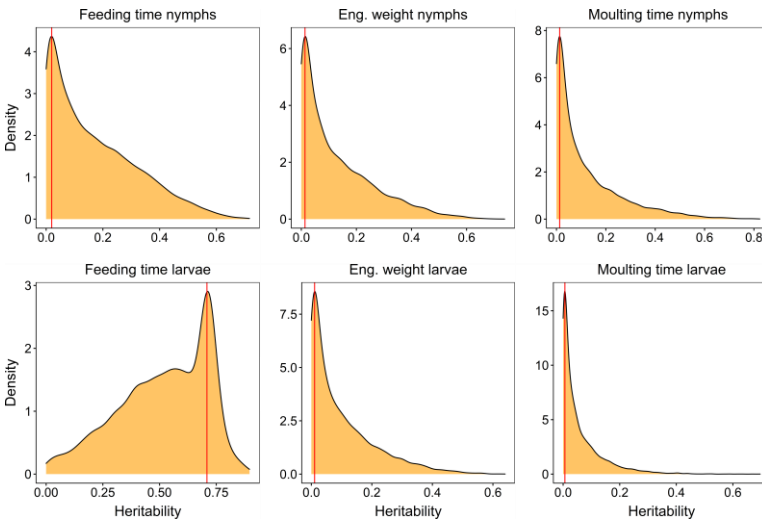 Feeding time nymphs
Eng. weight nymphs
Moulting time nymphs
Density
4
3
2
1
0
0.0 0.2 0.4 0.6
6
4
2
0
0.0 0.2 0.4 0.6
8
6
4
2
0
0.0 0.2 0.4 0.6 0.8
Feeding time larvae
Eng. weight larvae
Moulting time larvae
Density
3
2
1
0
0.00 0.25 0.50 0.75
Heritability
7.5
5.0
2.5
0.0
0.0 0.2 0.4 0.6
Heritability
15
10
5
0
0.0 0.2 0.4 0.6
Heritability